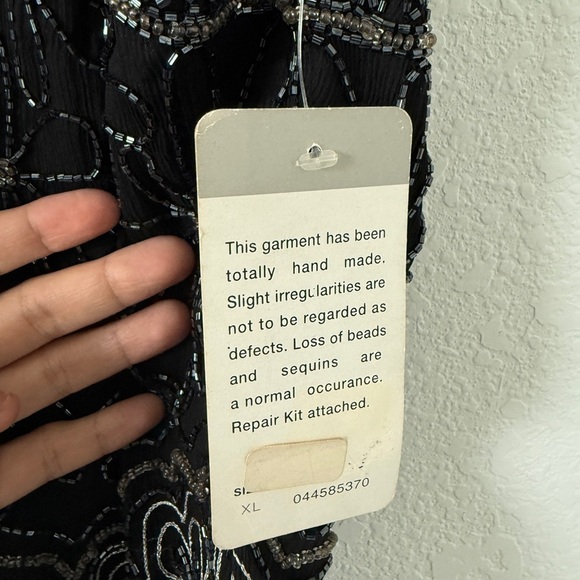 This garment has been
totally hand made.
Slight irregularities are
not to be regarded as
defects. Loss of beads
and sequins are
a normal occurance.
Repair Kit attached.
XL 044585370